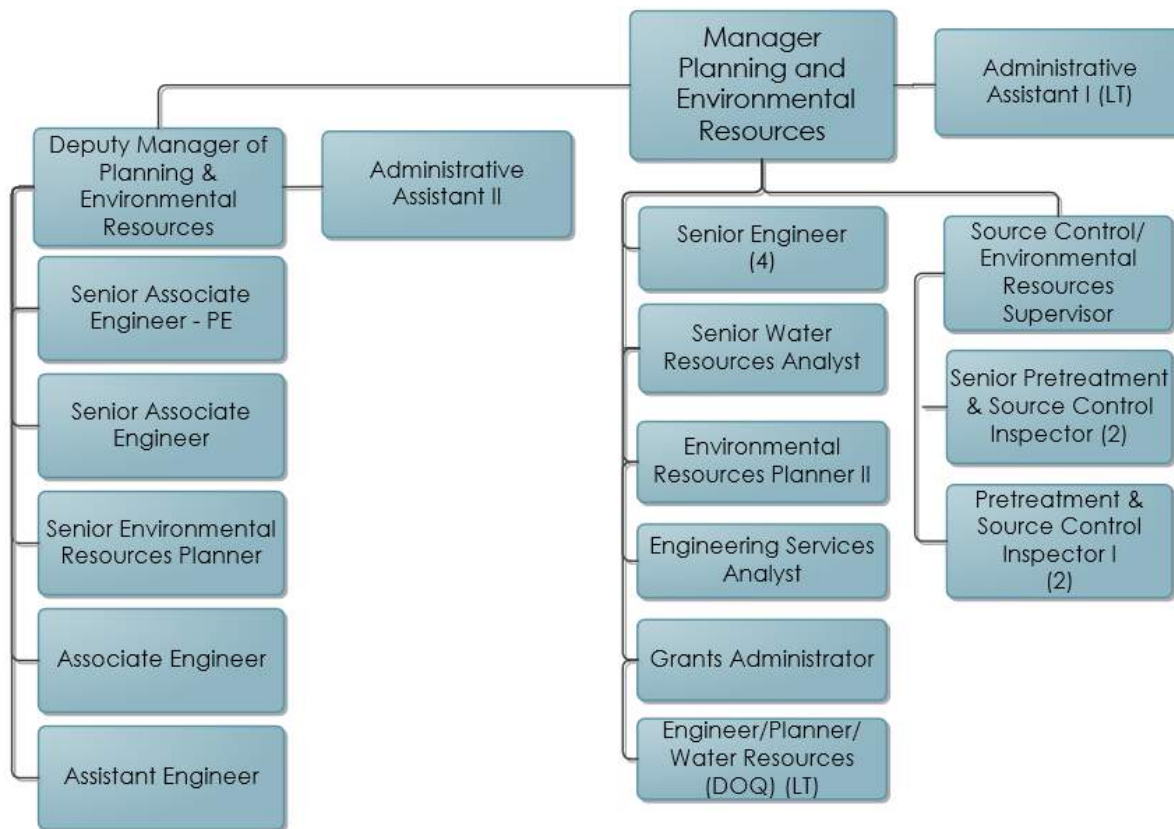 Manager
Planning and
Environmental
Resources
Administrative
Assistant I (LT)
Deputy Manager of
Planning &
Environmental
Resources
Administrative
Assistant II
Senior Associate
Engineer - PE
Senior Associate
Engineer
Senior Environmental
Resources Planner
Associate Engineer
Assistant Engineer
Senior Engineer
(4)
Senior Water
Resources Analyst
Environmental
Resources Planner II
Engineering Services
Analyst
Grants Administrator
Engineer/Planner/
Water Resources
(DOQ) (LT)
Source Control/
Environmental
Resources
Supervisor
Senior Pretreatment
& Source Control
Inspector (2)
Pretreatment &
Source Control
Inspector I
(2)